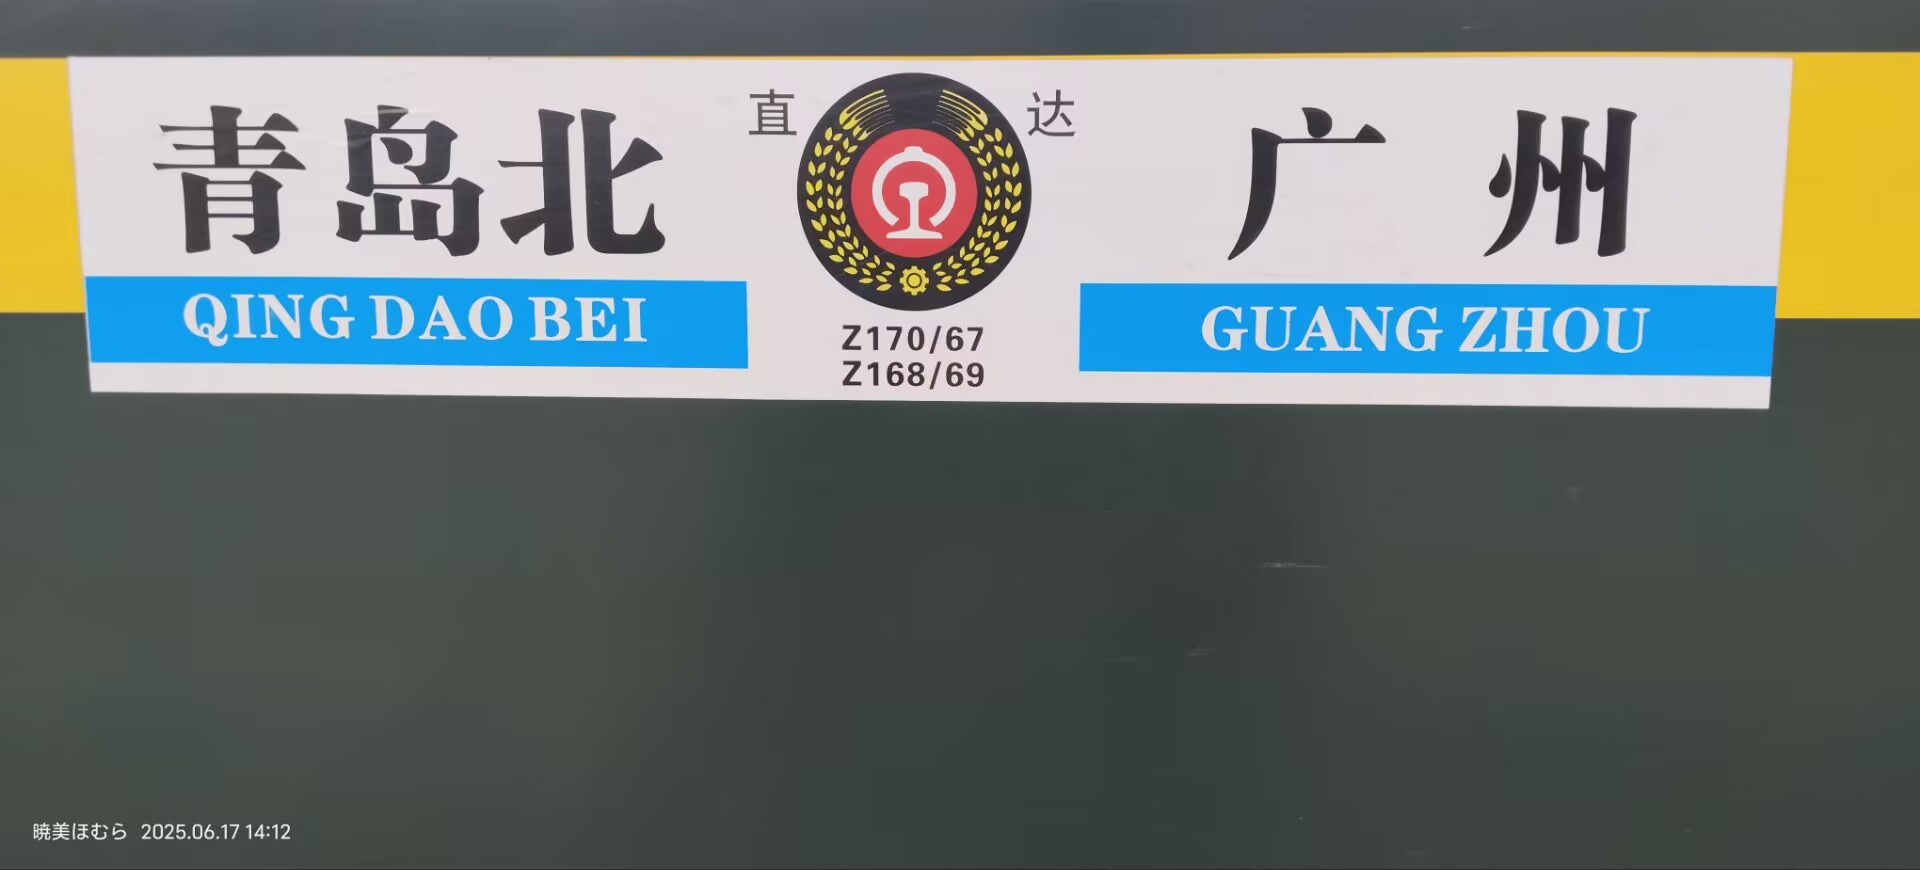 青岛北 直 达 广州
QING DAO BEI GUANG ZHOU
Z170/67
Z168/69
暁美ほむら 2025.06.17 14:12